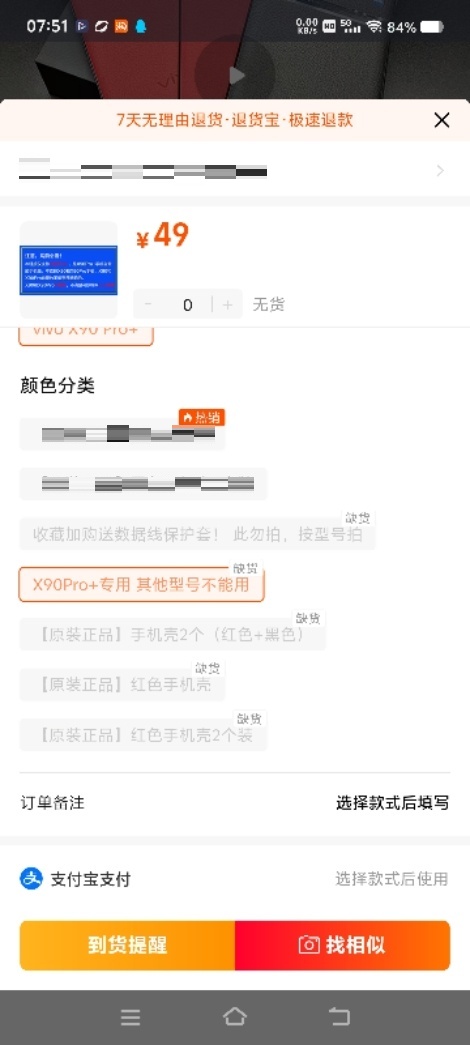 07:51
0.00 KB/s HD 5G 84%
7天无理由退货·退货宝·极速退款
¥49
- 0 + 无货
vivo X90 Pro+
颜色分类
热销
缺货
收藏加购送数据线保护套！ 此勿拍，按型号拍
缺货
X90Pro+专用 其他型号不能用
缺货
【原装正品】手机壳2个（红色+黑色）
缺货
【原装正品】红色手机壳
缺货
【原装正品】红色手机壳2个装
订单备注 选择款式后填写
支付宝支付 选择款式后使用
到货提醒 找相似